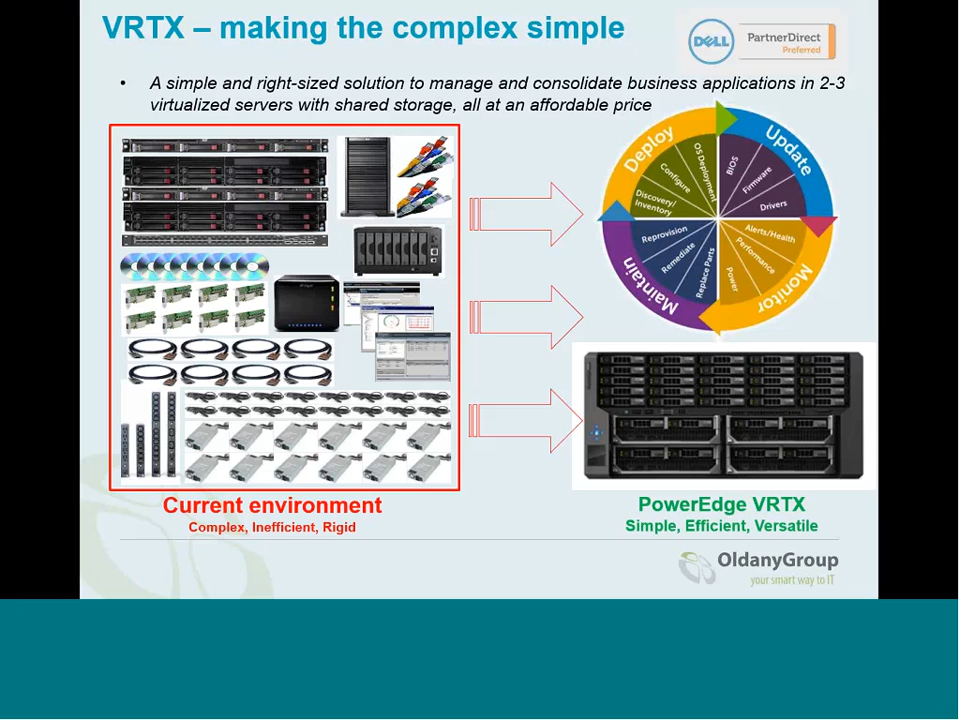 VRTX – making the complex simple
DELL
PartnerDirect
Preferred
• A simple and right-sized solution to manage and consolidate business applications in 2-3
virtualized servers with shared storage, all at an affordable price
Deploy
Discovery/
Inventory
Configure
OS Deployment
Update
BIOS
Firmware
Drivers
Monitor
Alerts/Health
Performance
Power
Maintain
Reprovision
Remediate
Replace Parts
Current environment
Complex, Inefficient, Rigid
PowerEdge VRTX
Simple, Efficient, Versatile
OldanyGroup
your smart way to IT